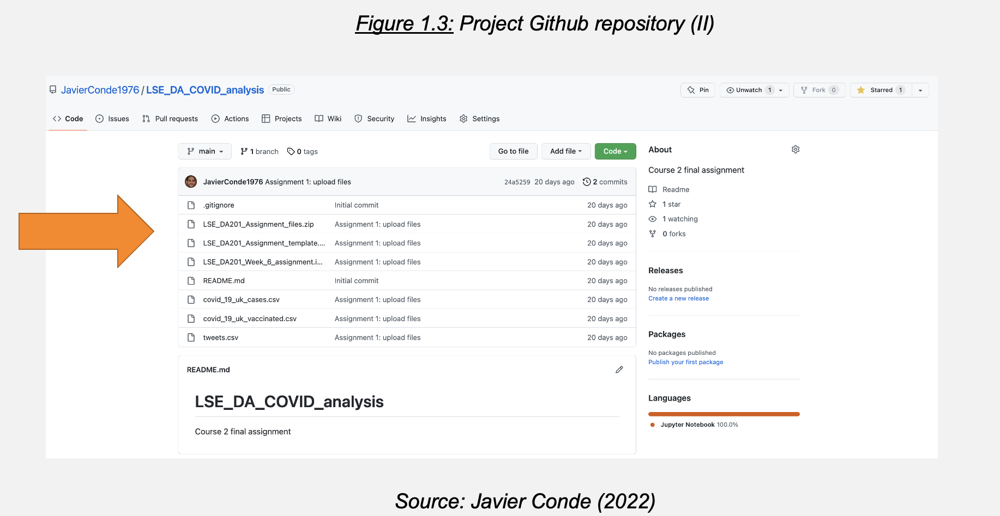 Figure 1.3: Project Github repository (II)
JavierConde1976 / LSE_DA_COVID_analysis Public
Pin Unwatch 1 Fork 0 Starred 1
Code Issues Pull requests Actions Projects Wiki Security Insights Settings
main 1 branch 0 tags Go to file Add file Code
JavierConde1976 Assignment 1: upload files 24a5259 20 days ago 2 commits
.gitignore Initial commit 20 days ago
LSE_DA201_Assignment_files.zip Assignment 1: upload files 20 days ago
LSE_DA201_Assignment_template.... Assignment 1: upload files 20 days ago
LSE_DA201_Week_6_assignment.i... Assignment 1: upload files 20 days ago
README.md Initial commit 20 days ago
covid_19_uk_cases.csv Assignment 1: upload files 20 days ago
covid_19_uk_vaccinated.csv Assignment 1: upload files 20 days ago
tweets.csv Assignment 1: upload files 20 days ago
README.md
LSE_DA_COVID_analysis
Course 2 final assignment
About
Course 2 final assignment
Readme
1 star
1 watching
0 forks
Releases
No releases published
Create a new release
Packages
No packages published
Publish your first package
Languages
Jupyter Notebook 100.0%
Source: Javier Conde (2022)